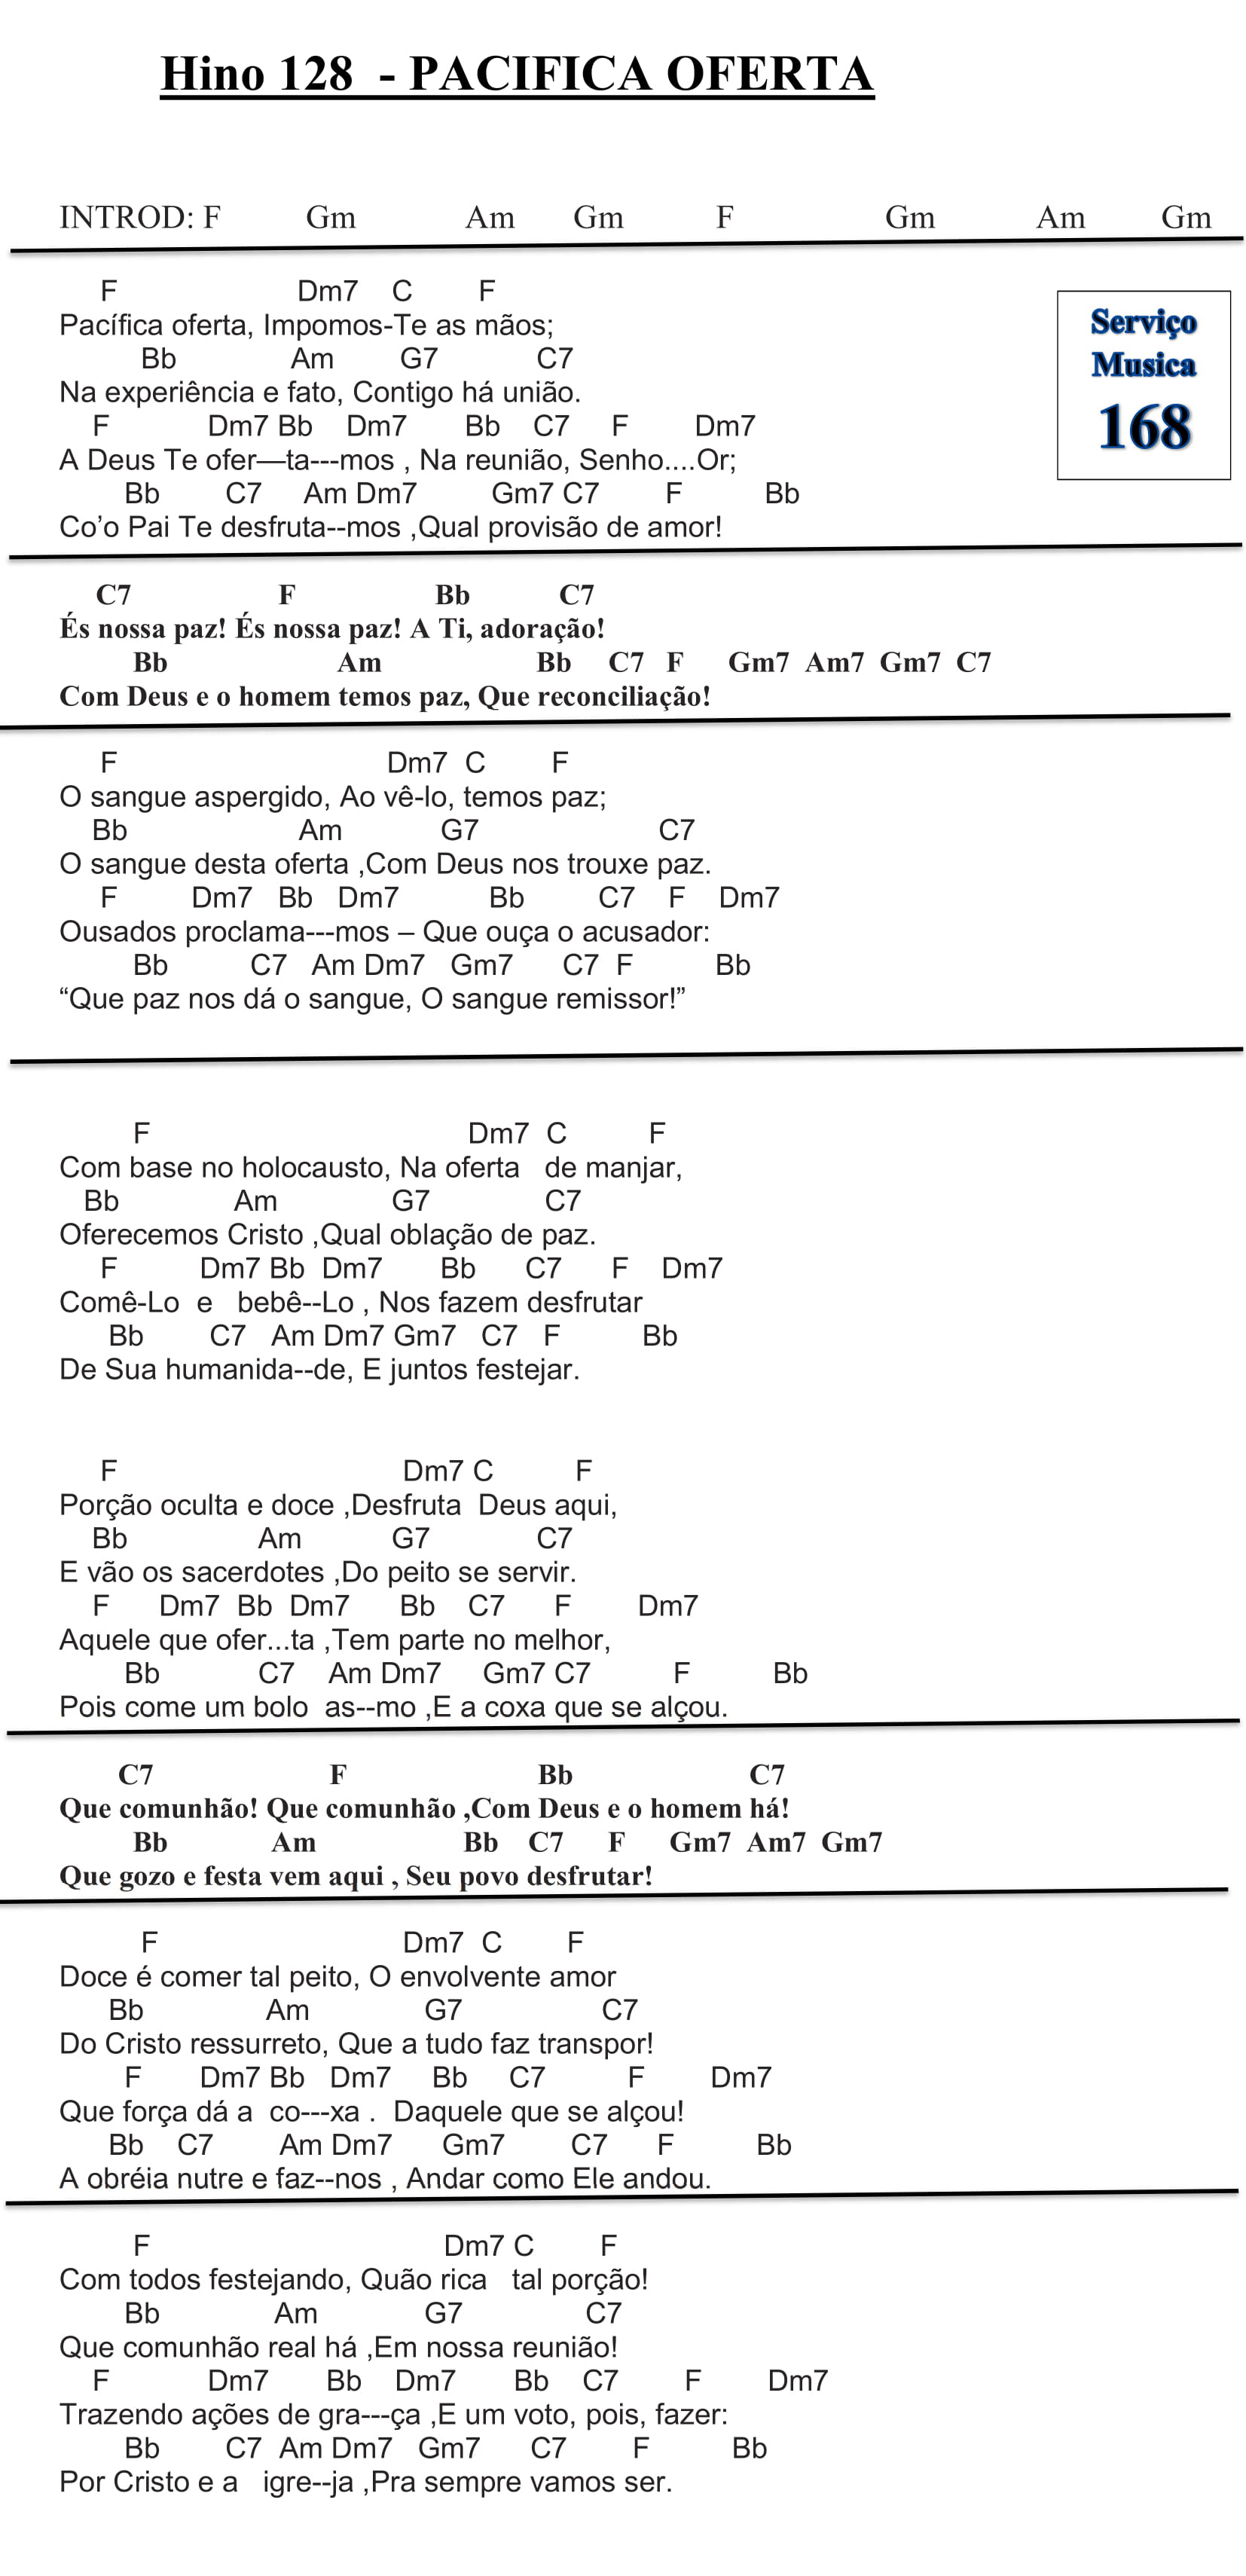 Hino 128  - PACIFICA OFERTA
INTROD: F          Gm             Am       Gm           F                  Gm            Am         Gm
F                      Dm7    C        F
Pacífica oferta, Impomos-Te as mãos;
Bb              Am        G7            C7
Na experiência e fato, Contigo há união.
F            Dm7 Bb    Dm7       Bb    C7     F        Dm7
A Deus Te ofer—ta---mos , Na reunião, Senho....Or;
Bb        C7     Am Dm7         Gm7 C7        F          Bb
Co’o Pai Te desfruta--mos ,Qual provisão de amor!
Serviço
Musica
168
C7                    F                   Bb            C7
És nossa paz! És nossa paz! A Ti, adoração!
Bb                       Am                     Bb     C7   F      Gm7  Am7  Gm7  C7
Com Deus e o homem temos paz, Que reconciliação!
F                                 Dm7  C        F
O sangue aspergido, Ao vê-lo, temos paz;
Bb                     Am            G7                      C7
O sangue desta oferta ,Com Deus nos trouxe paz.
F         Dm7   Bb   Dm7           Bb         C7    F    Dm7
Ousados proclama---mos – Que ouça o acusador:
Bb          C7   Am Dm7   Gm7      C7  F          Bb
“Que paz nos dá o sangue, O sangue remissor!”
F                                       Dm7  C          F
Com base no holocausto, Na oferta   de manjar,
Bb              Am              G7              C7
Oferecemos Cristo ,Qual oblação de paz.
F          Dm7 Bb  Dm7       Bb      C7      F    Dm7
Comê-Lo  e   bebê--Lo , Nos fazem desfrutar
Bb        C7   Am Dm7 Gm7   C7   F          Bb
De Sua humanida--de, E juntos festejar.
F                                   Dm7 C          F
Porção oculta e doce ,Desfruta  Deus aqui,
Bb                Am           G7             C7
E vão os sacerdotes ,Do peito se servir.
F      Dm7  Bb  Dm7      Bb    C7      F        Dm7
Aquele que ofer...ta ,Tem parte no melhor,
Bb            C7    Am Dm7     Gm7 C7          F          Bb
Pois come um bolo  as--mo ,E a coxa que se alçou.
C7                        F                          Bb                        C7
Que comunhão! Que comunhão ,Com Deus e o homem há!
Bb              Am                    Bb    C7      F      Gm7  Am7  Gm7
Que gozo e festa vem aqui , Seu povo desfrutar!
F                              Dm7  C        F
Doce é comer tal peito, O envolvente amor
Bb               Am              G7                 C7
Do Cristo ressurreto, Que a tudo faz transpor!
F       Dm7 Bb   Dm7     Bb     C7          F        Dm7
Que força dá a  co---xa .  Daquele que se alçou!
Bb    C7        Am Dm7      Gm7        C7      F          Bb
A obréia nutre e faz--nos , Andar como Ele andou.
F                                    Dm7 C        F
Com todos festejando, Quão rica   tal porção!
Bb              Am             G7               C7
Que comunhão real há ,Em nossa reunião!
F            Dm7       Bb    Dm7       Bb    C7        F        Dm7
Trazendo ações de gra---ça ,E um voto, pois, fazer:
Bb        C7  Am Dm7   Gm7      C7        F          Bb
Por Cristo e a   igre--ja ,Pra sempre vamos ser.